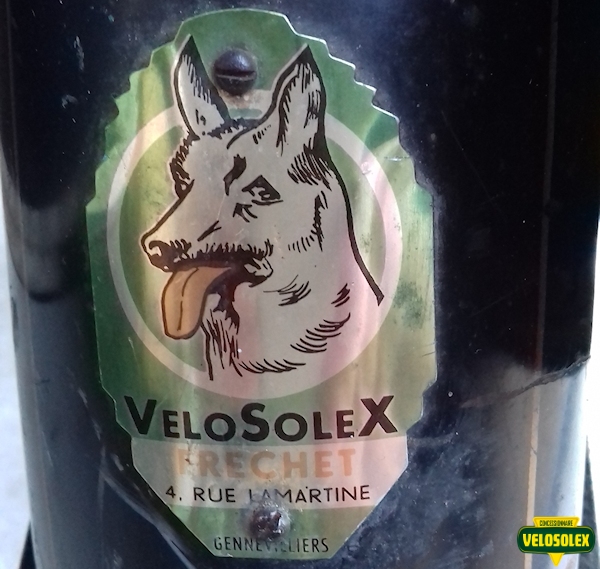 VELOSOLEX
FRECHET
4, RUE LAMARTINE
GENNEVILLIERS
CONCESSIONNAIRE
VELOSOLEX